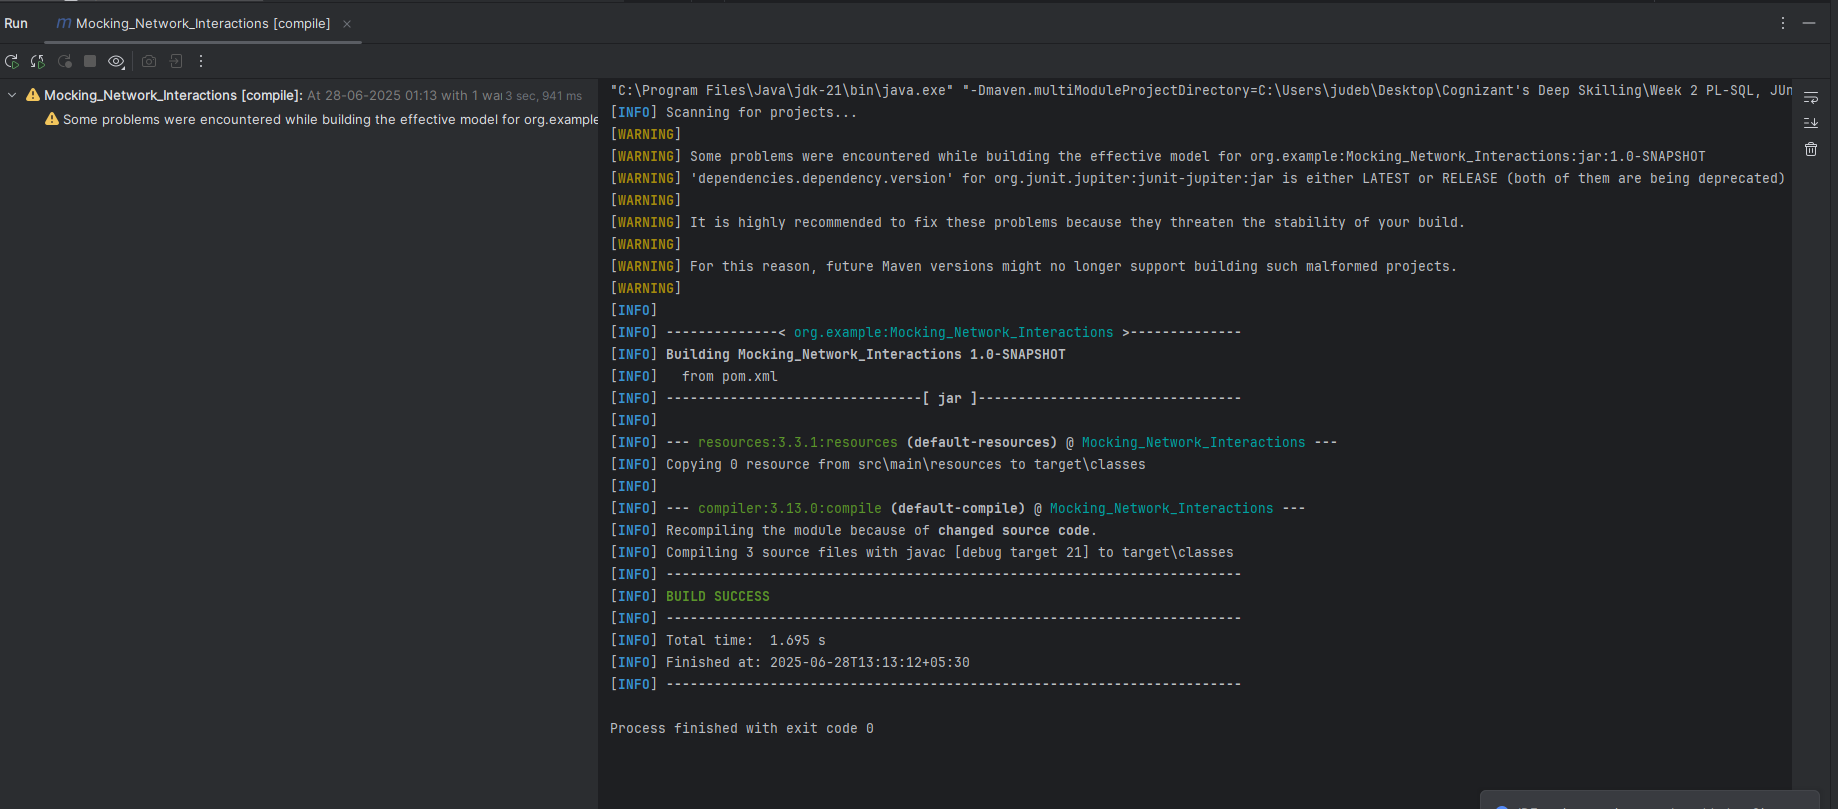 Run
Mocking_Network_Interactions [compile]
Mocking_Network_Interactions [compile]: At 28-06-2025 01:13 with 1 wa 3 sec, 941 ms
Some problems were encountered while building the effective model for org.example
"C:\Program Files\Java\jdk-21\bin\java.exe" "-Dmaven.multiModuleProjectDirectory=C:\Users\judeb\Desktop\Cognizant's Deep Skilling\Week 2 PL-SQL, JUn
[INFO] Scanning for projects...
[WARNING]
[WARNING] Some problems were encountered while building the effective model for org.example:Mocking_Network_Interactions:jar:1.0-SNAPSHOT
[WARNING] 'dependencies.dependency.version' for org.junit.jupiter:junit-jupiter:jar is either LATEST or RELEASE (both of them are being deprecated)
[WARNING]
[WARNING] It is highly recommended to fix these problems because they threaten the stability of your build.
[WARNING]
[WARNING] For this reason, future Maven versions might no longer support building such malformed projects.
[WARNING]
[INFO]
[INFO] --------------< org.example:Mocking_Network_Interactions >--------------
[INFO] Building Mocking_Network_Interactions 1.0-SNAPSHOT
[INFO]   from pom.xml
[INFO] --------------------------------[ jar ]---------------------------------
[INFO]
[INFO] --- resources:3.3.1:resources (default-resources) @ Mocking_Network_Interactions ---
[INFO] Copying 0 resource from src\main\resources to target\classes
[INFO]
[INFO] --- compiler:3.13.0:compile (default-compile) @ Mocking_Network_Interactions ---
[INFO] Recompiling the module because of changed source code.
[INFO] Compiling 3 source files with javac [debug target 21] to target\classes
[INFO] ------------------------------------------------------------------------
[INFO] BUILD SUCCESS
[INFO] ------------------------------------------------------------------------
[INFO] Total time:  1.695 s
[INFO] Finished at: 2025-06-28T13:13:12+05:30
[INFO] ------------------------------------------------------------------------
Process finished with exit code 0